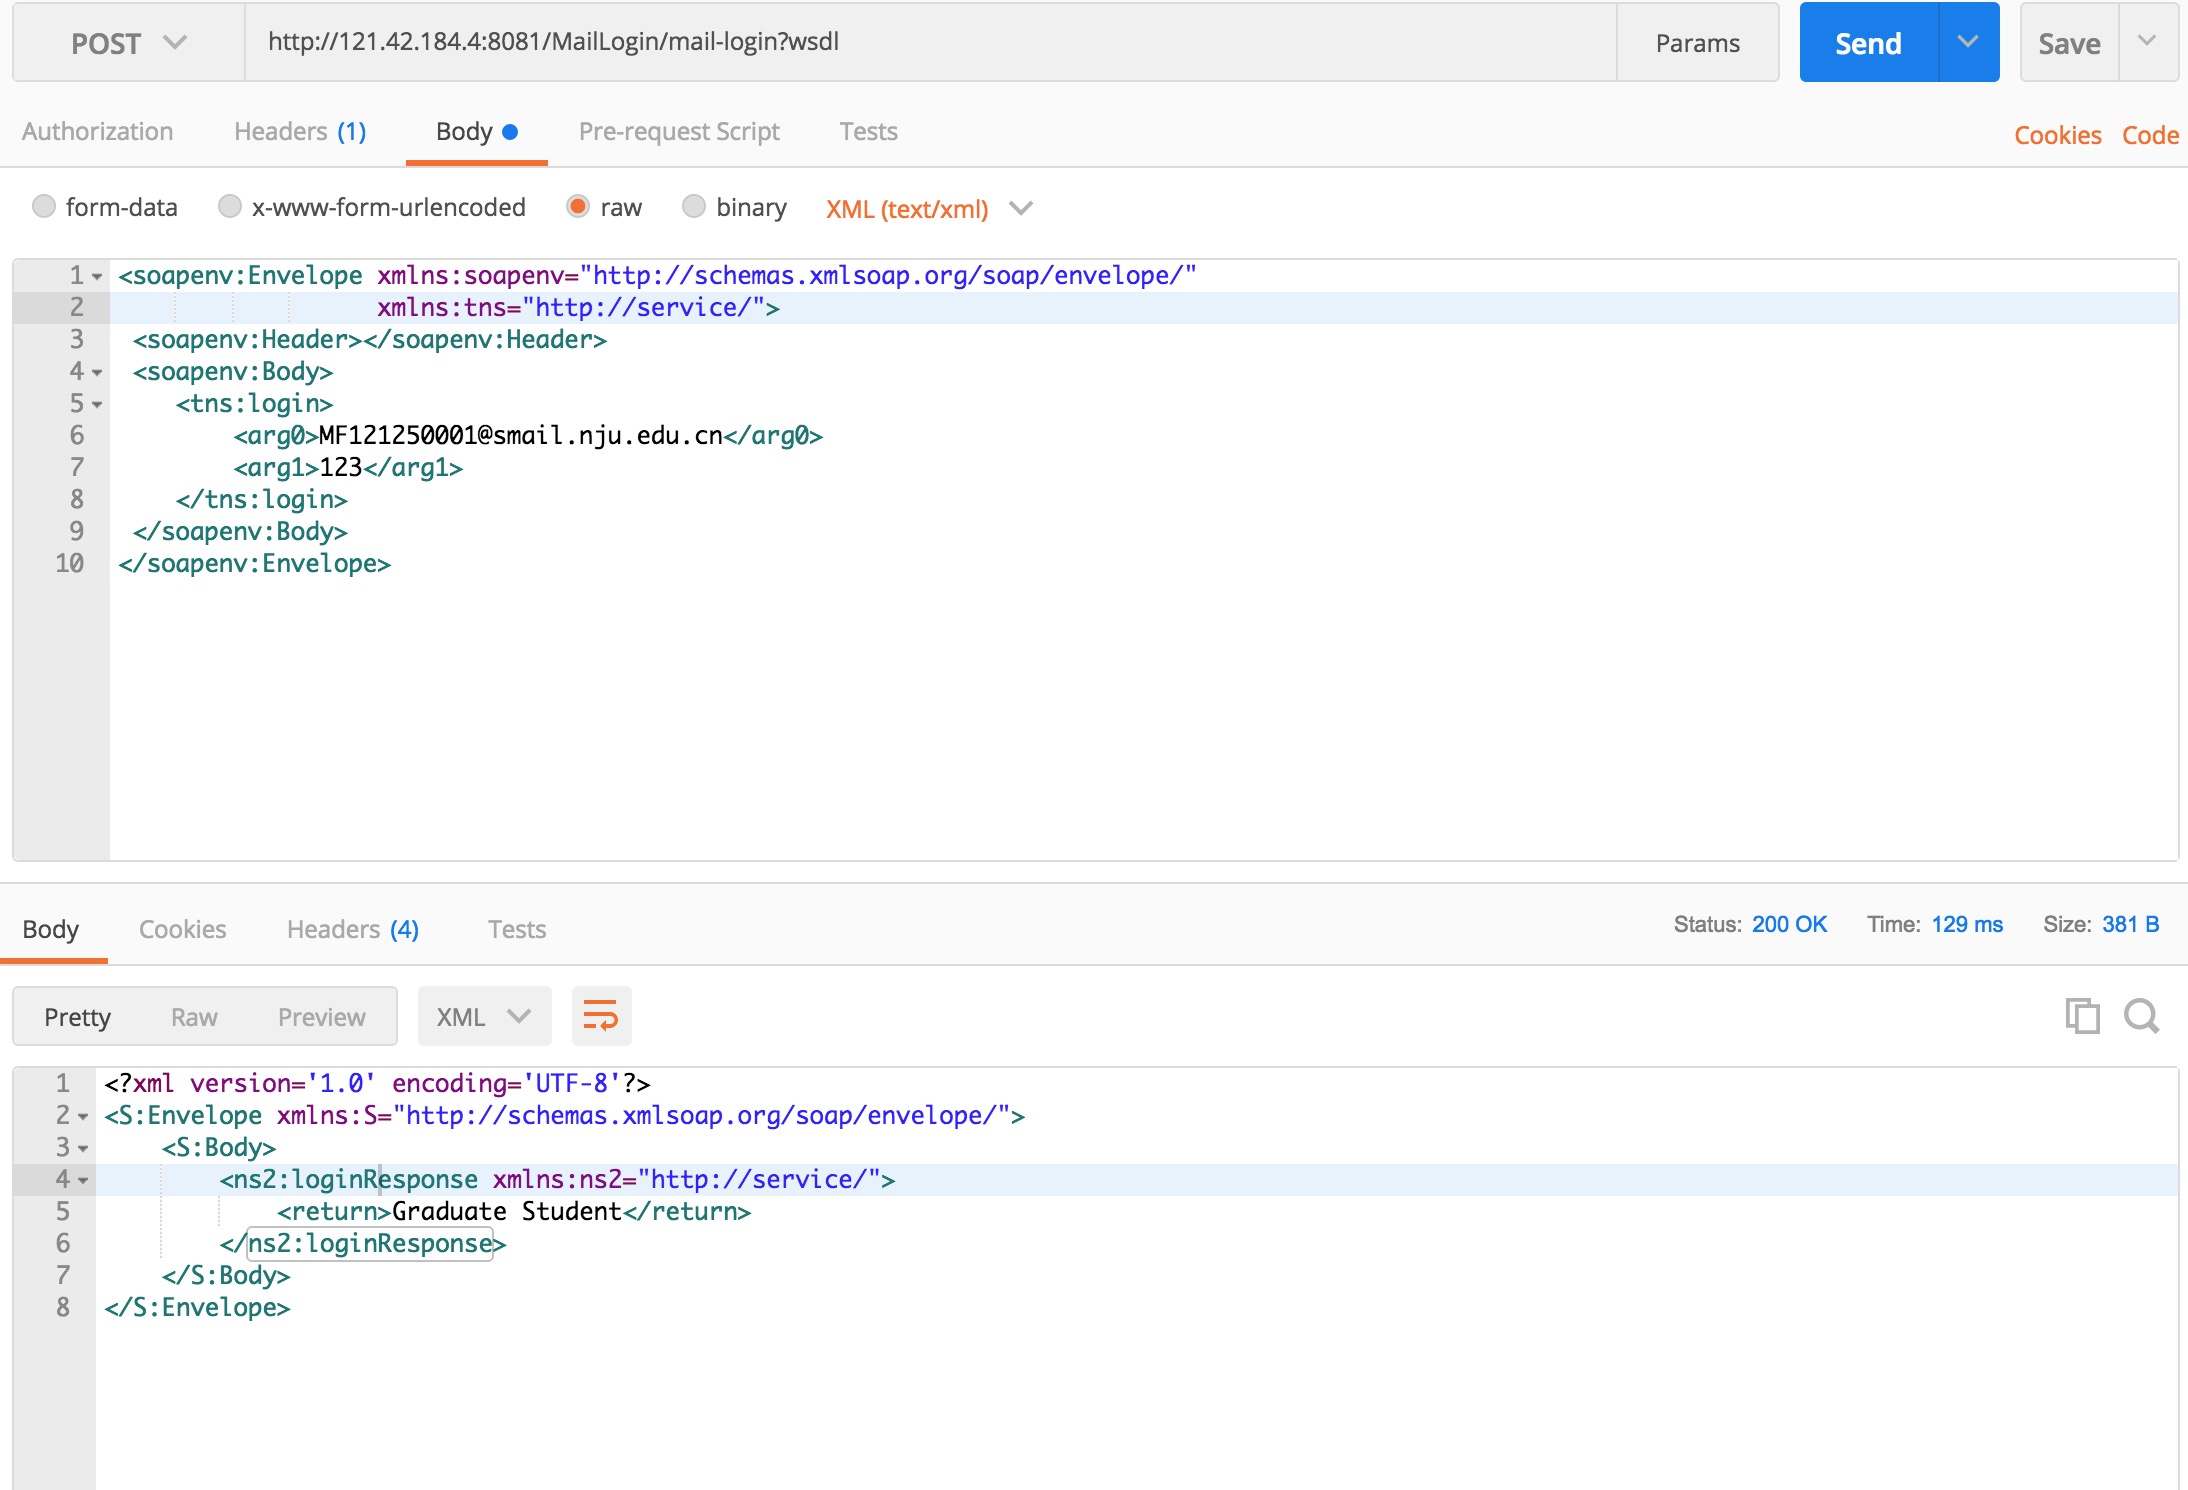 POST http://121.42.184.4:8081/MailLogin/mail-login?wsdl Params Send Save
Authorization Headers (1) Body Pre-request Script Tests Cookies Code
form-data x-www-form-urlencoded raw binary XML (text/xml)
1 <soapenv:Envelope xmlns:soapenv="http://schemas.xmlsoap.org/soap/envelope/"
2 xmlns:tns="http://service/">
3 <soapenv:Header></soapenv:Header>
4 <soapenv:Body>
5 <tns:login>
6 <arg0>MF121250001@smail.nju.edu.cn</arg0>
7 <arg1>123</arg1>
8 </tns:login>
9 </soapenv:Body>
10 </soapenv:Envelope>
Body Cookies Headers (4) Tests Status: 200 OK Time: 129 ms Size: 381 B
Pretty Raw Preview XML
1 <?xml version='1.0' encoding='UTF-8'?>
2 <S:Envelope xmlns:S="http://schemas.xmlsoap.org/soap/envelope/">
3 <S:Body>
4 <ns2:loginResponse xmlns:ns2="http://service/">
5 <return>Graduate Student</return>
6 </ns2:loginResponse>
7 </S:Body>
8 </S:Envelope>